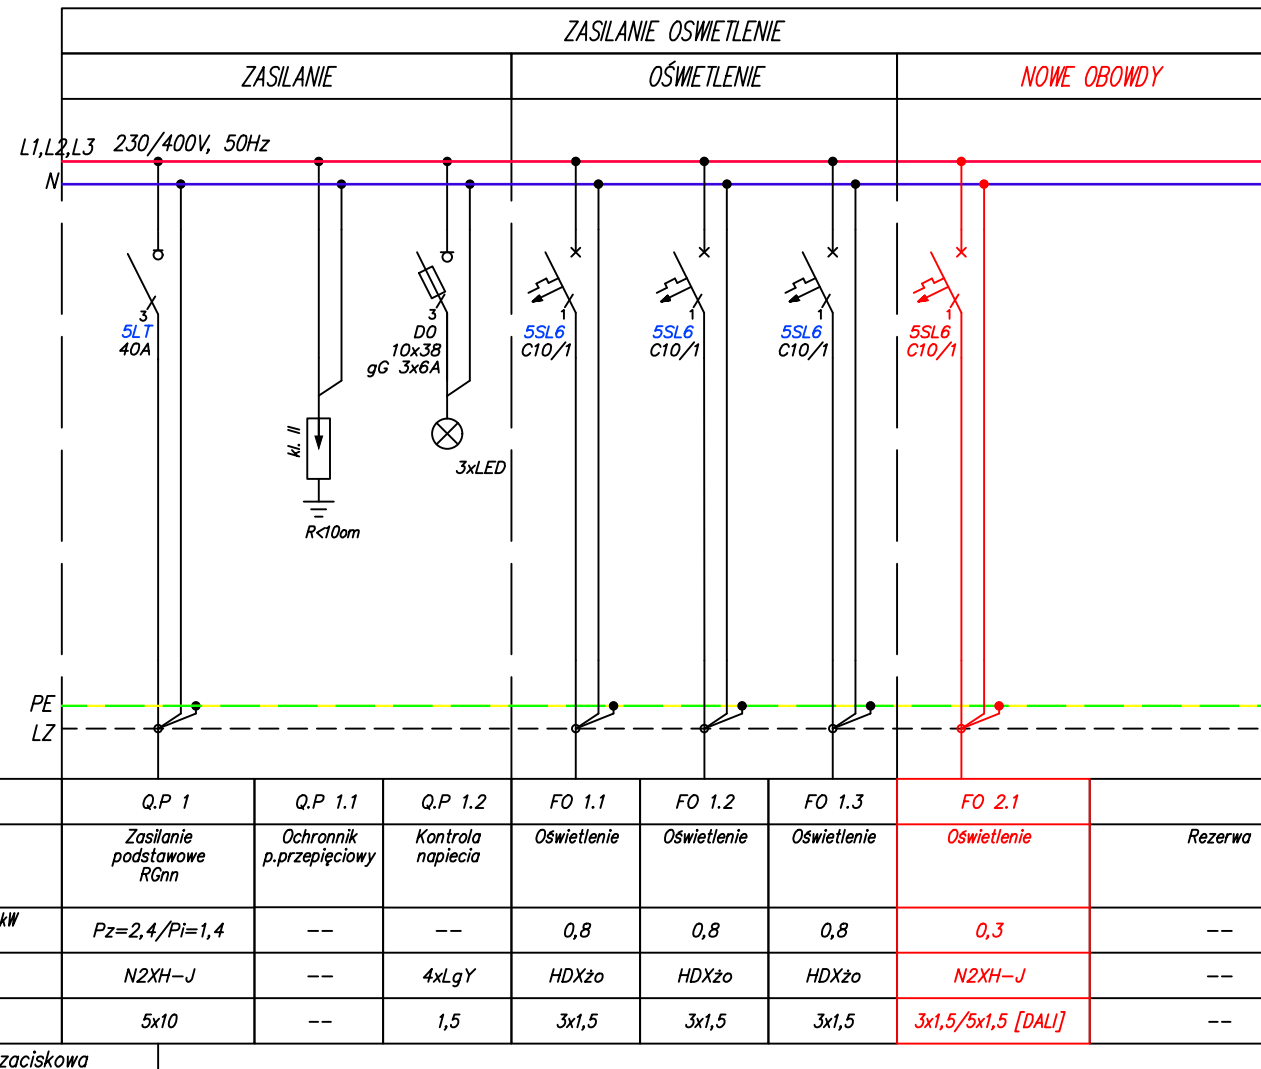 ZASILANIE OSWIETLENIE
ZASILANIE
OŚWIETLENIE
NOWE OBOWDY
L1,L2,L3 230/400V, 50Hz
N
3
5LT
40A
3
D0
10x38
gG 3x6A
1
5SL6
C10/1
1
5SL6
C10/1
1
5SL6
C10/1
1
5SL6
C10/1
kl. II
3xLED
R<10om
PE
LZ
Q.P 1
Q.P 1.1
Q.P 1.2
FO 1.1
FO 1.2
FO 1.3
FO 2.1
Zasilanie
podstawowe
RGnn
Ochronnik
p.przepięciowy
Kontrola
napiecia
Oświetlenie
Oświetlenie
Oświetlenie
Oświetlenie
Rezerwa
kW
Pz=2,4/Pi=1,4
--
--
0,8
0,8
0,8
0,3
--
N2XH-J
--
4xLgY
HDXżo
HDXżo
HDXżo
N2XH-J
--
5x10
--
1,5
3x1,5
3x1,5
3x1,5
3x1,5/5x1,5 [DALI]
--
zaciskowa